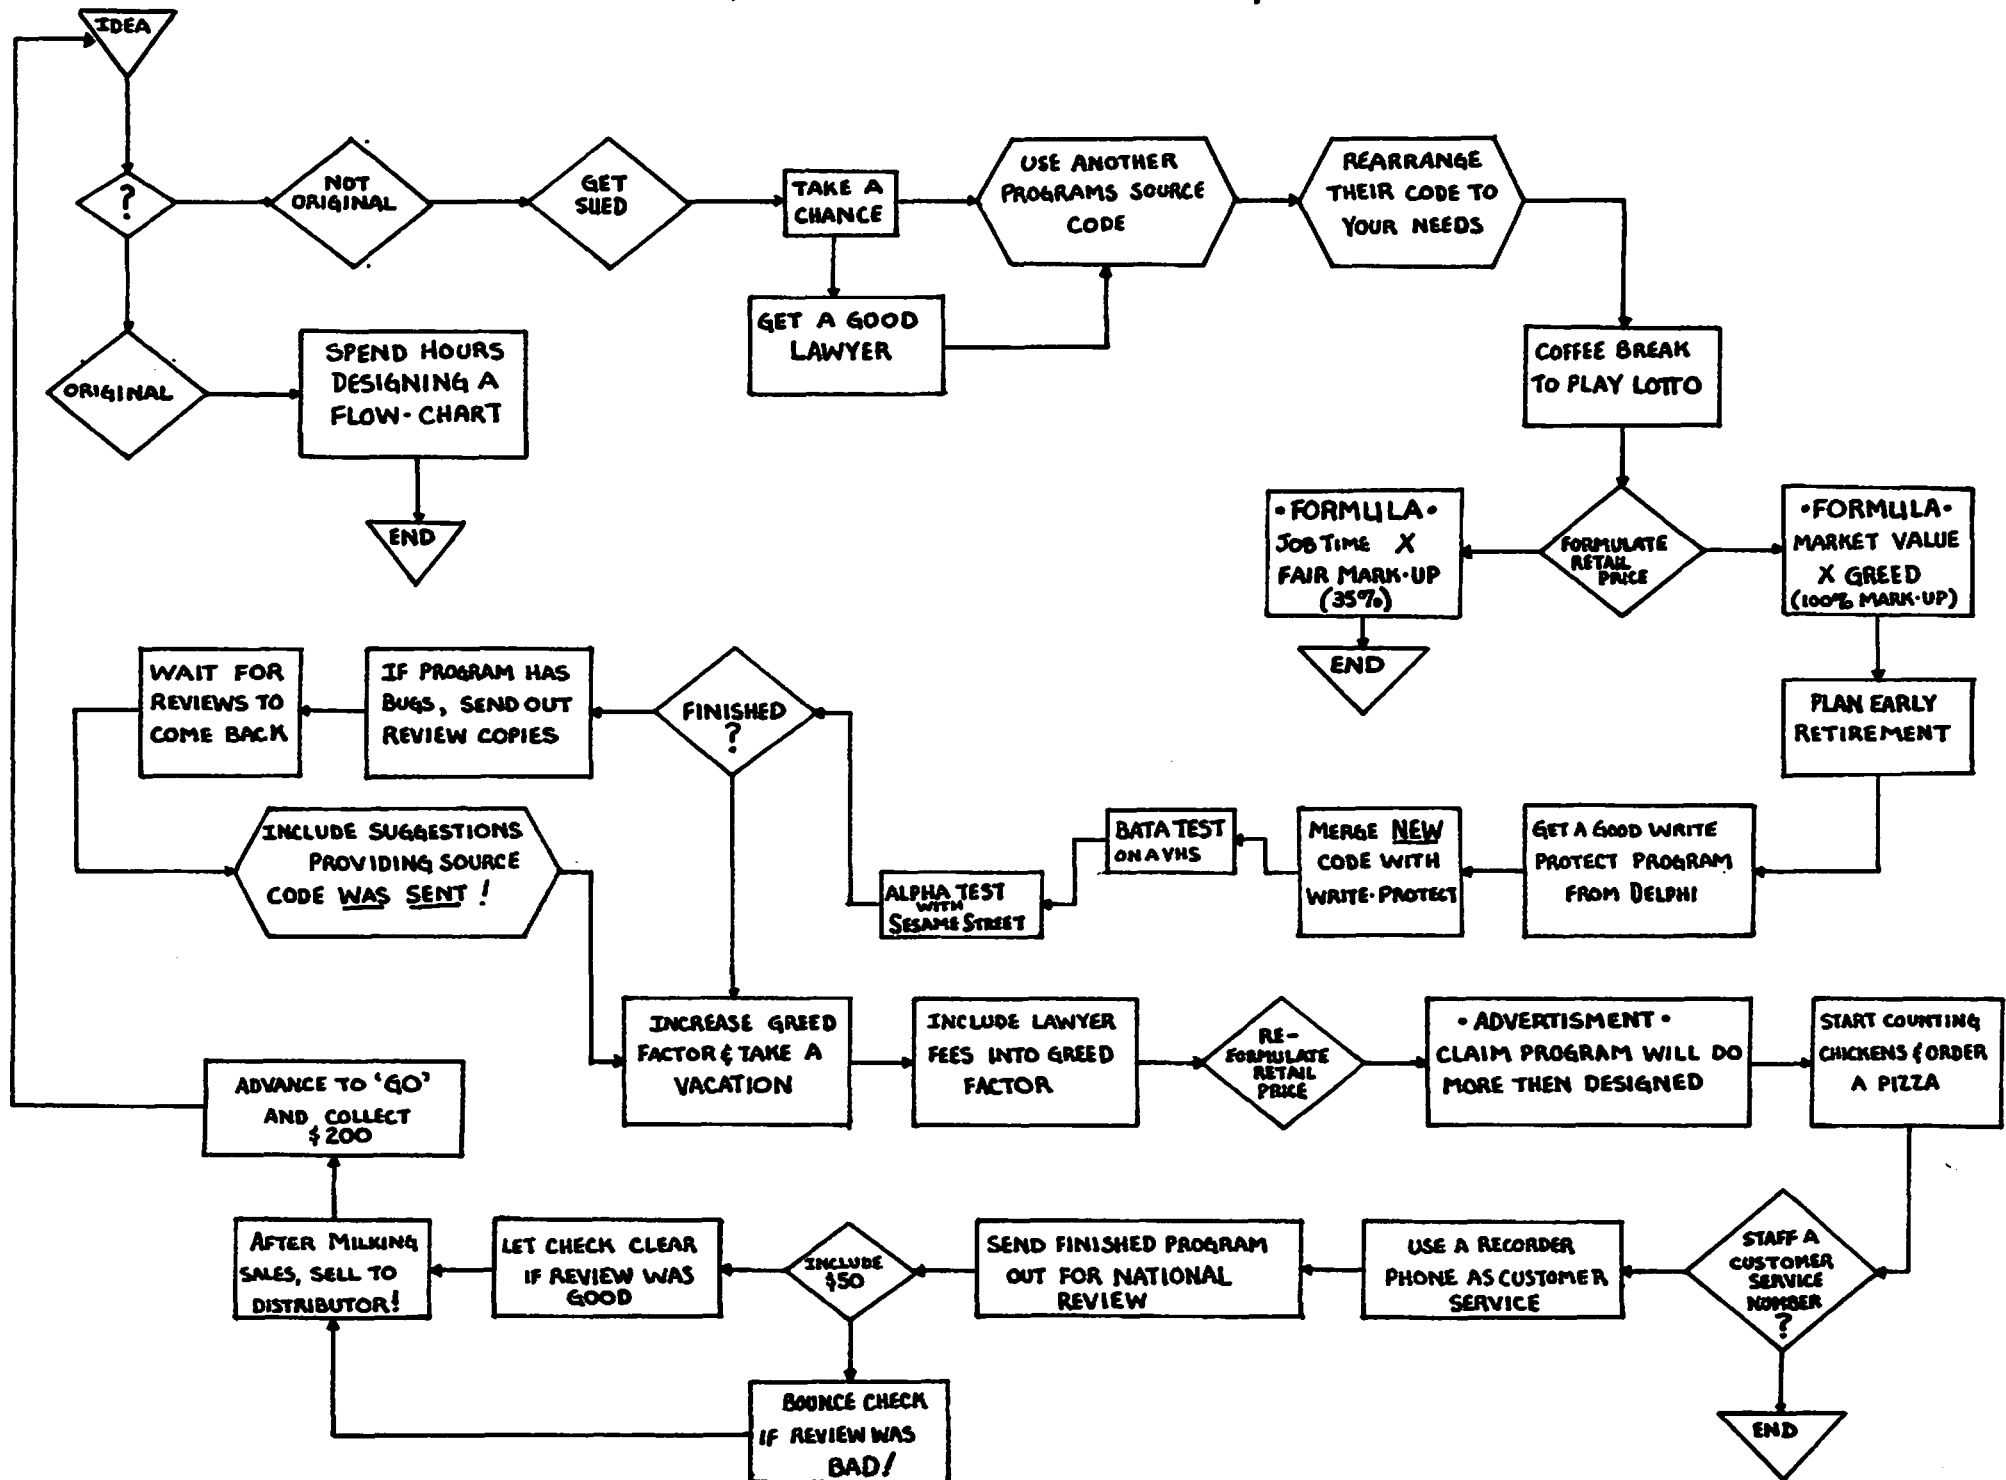 IDEA
?
NOT
ORIGINAL
GET
SUED
TAKE A
CHANCE
USE ANOTHER
PROGRAMS SOURCE
CODE
REARRANGE
THEIR CODE TO
YOUR NEEDS
GET A GOOD
LAWYER
ORIGINAL
SPEND HOURS
DESIGNING A
FLOW-CHART
END
COFFEE BREAK
TO PLAY LOTTO
FORMULATE
RETAIL
PRICE
•FORMULA•
JOB TIME X
FAIR MARK-UP
(35%)
END
•FORMULA•
MARKET VALUE
X GREED
(100% MARK-UP)
PLAN EARLY
RETIREMENT
GET A GOOD WRITE
PROTECT PROGRAM
FROM DELPHI
MERGE NEW
CODE WITH
WRITE-PROTECT
BATA TEST
ON A VHS
ALPHA TEST
WITH
SESAME STREET
FINISHED
?
IF PROGRAM HAS
BUGS, SEND OUT
REVIEW COPIES
WAIT FOR
REVIEWS TO
COME BACK
INCLUDE SUGGESTIONS
PROVIDING SOURCE
CODE WAS SENT!
INCREASE GREED
FACTOR & TAKE A
VACATION
INCLUDE LAWYER
FEES INTO GREED
FACTOR
RE-
FORMULATE
RETAIL
PRICE
•ADVERTISMENT•
CLAIM PROGRAM WILL DO
MORE THEN DESIGNED
START COUNTING
CHICKENS & ORDER
A PIZZA
STAFF A
CUSTOMER
SERVICE
NUMBER
?
END
USE A RECORDER
PHONE AS CUSTOMER
SERVICE
SEND FINISHED PROGRAM
OUT FOR NATIONAL
REVIEW
INCLUDE
$50
LET CHECK CLEAR
IF REVIEW WAS
GOOD
BOUNCE CHECK
IF REVIEW WAS
BAD!
AFTER MILKING
SALES, SELL TO
DISTRIBUTOR!
ADVANCE TO 'GO'
AND COLLECT
$200